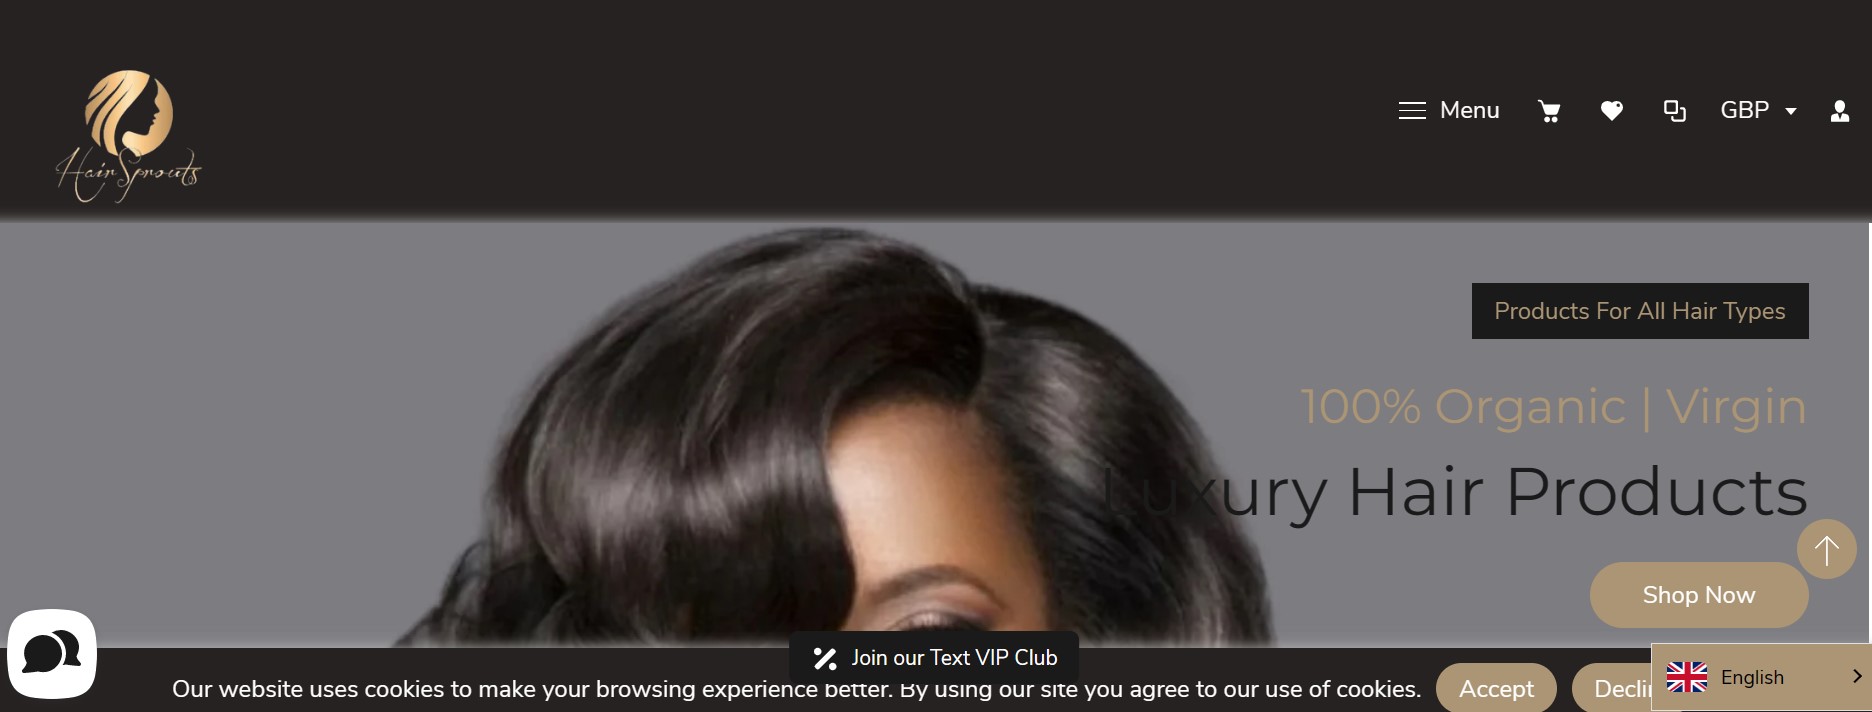 Hair Sprouts
Menu
GBP
Products For All Hair Types
100% Organic | Virgin
Luxury Hair Products
Shop Now
Join our Text VIP Club
Our website uses cookies to make your browsing experience better. By using our site you agree to our use of cookies.
Accept
English